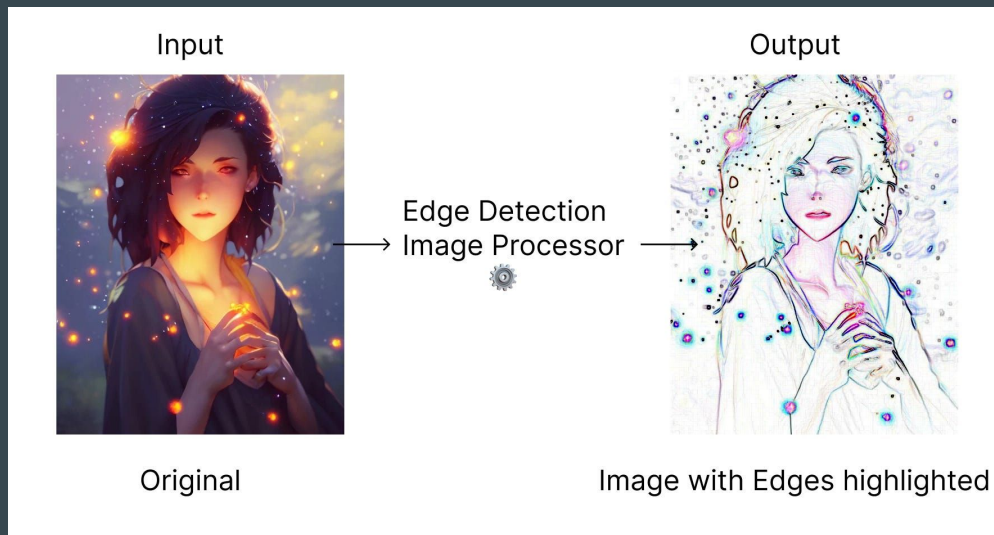 Input
Output
Edge Detection
Image Processor
Original
Image with Edges highlighted